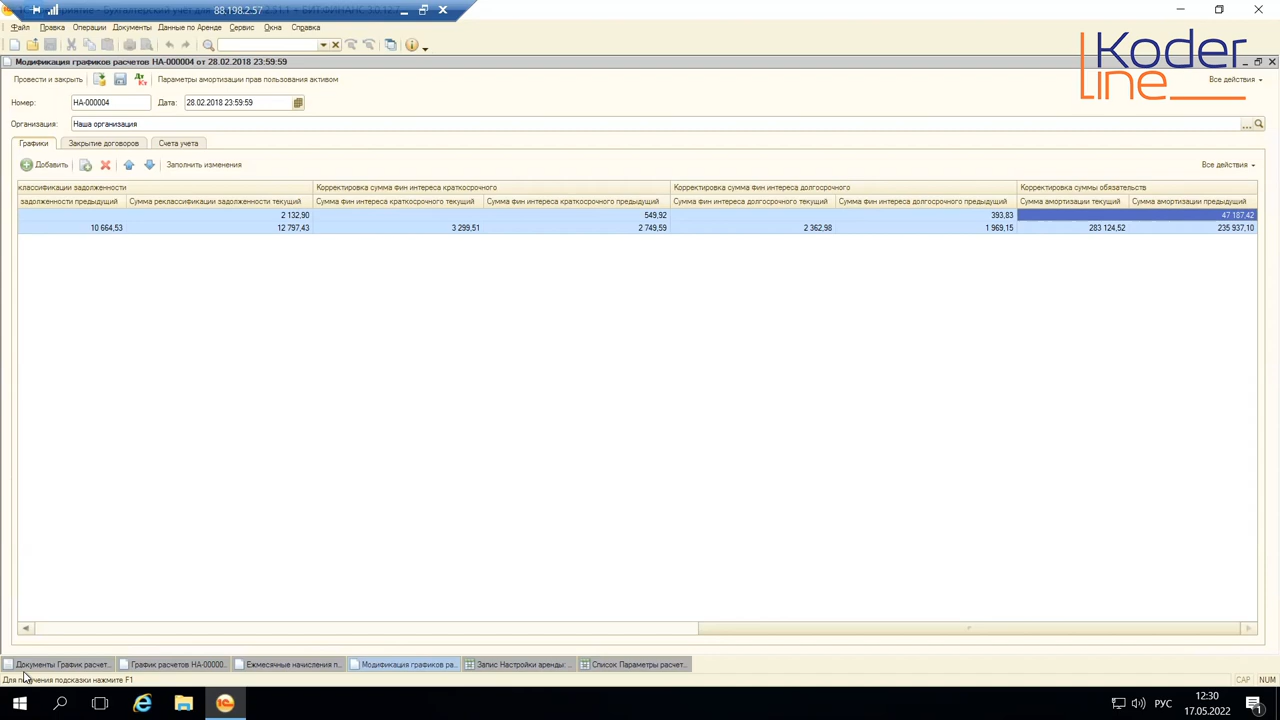 88.198.2.57
Файл Правка Операции Документы Данные по Аренде Сервис Окна Справка
Модификация графиков расчетов НА-000004 от 28.02.2018 23:59:59
Koder
line
Провести и закрыть Дт Кт Параметры амортизации прав пользования активом Все действия
Номер: НА-000004 Дата: 28.02.2018 23:59:59
Организация: Наша организация
Графики Закрытие договоров Счета учета
Добавить Заполнить изменения Все действия
классификации задолженности Корректировка сумма фин интереса краткосрочного Корректировка сумма фин интереса долгосрочного Корректировка суммы обязательств
задолженности предыдущий Сумма реклассификации задолженности текущий Сумма фин интереса краткосрочного текущий Сумма фин интереса краткосрочного предыдущий Сумма фин интереса долгосрочного текущий Сумма фин интереса долгосрочного предыдущий Сумма амортизации текущий Сумма амортизации предыдущий
2 132,90 549,92 393,83 47 187,42
10 664,53 12 797,43 3 299,51 2 749,59 2 362,98 1 969,15 283 124,52 235 937,10
Документы График расчет... График расчетов НА-00000... Ежмесячные начисления п... Модификация графиков ра... Запис Настройки аренды: ... Список Параметры расчет...
Для получения подсказки нажмите F1 CAP NUM
РУС 12:30
17.05.2022
1